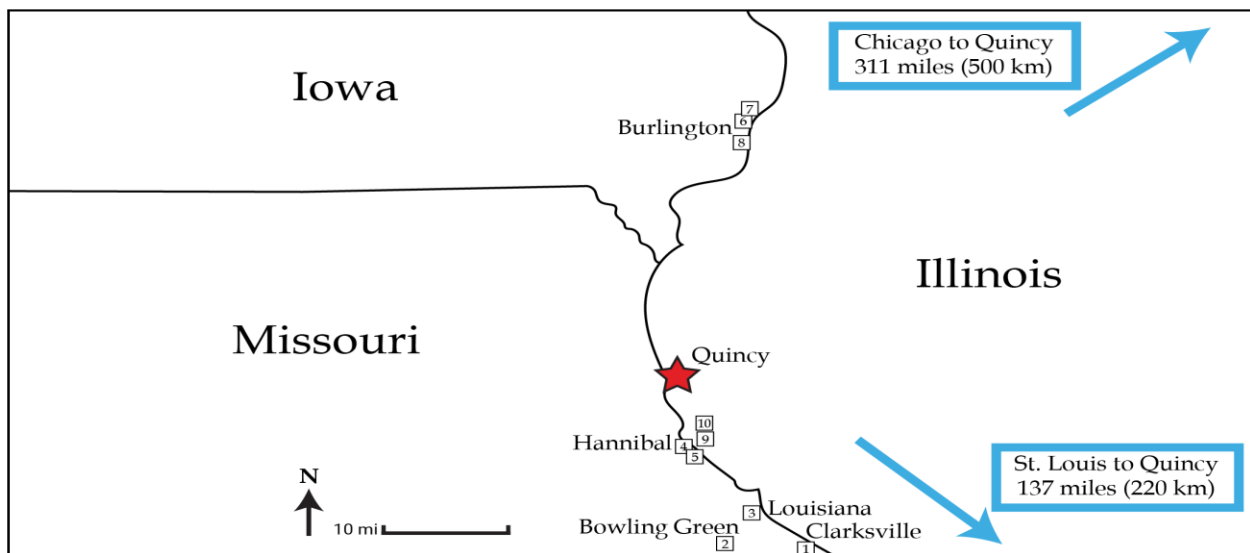 Chicago to Quincy
311 miles (500 km)
Iowa
7
6
Burlington
8
Illinois
Missouri
Quincy
10
9
Hannibal
4
5
St. Louis to Quincy
137 miles (220 km)
N
10 mi
3
Louisiana
Bowling Green
Clarksville
2
1